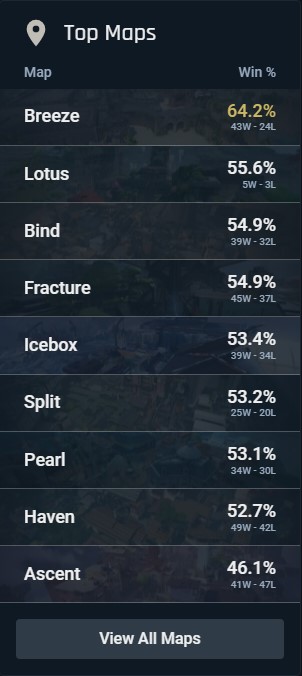 Top Maps
Map Win %
Breeze 64.2%
43W - 24L
Lotus 55.6%
5W - 3L
Bind 54.9%
39W - 32L
Fracture 54.9%
45W - 37L
Icebox 53.4%
39W - 34L
Split 53.2%
25W - 20L
Pearl 53.1%
34W - 30L
Haven 52.7%
49W - 42L
Ascent 46.1%
41W - 47L
View All Maps